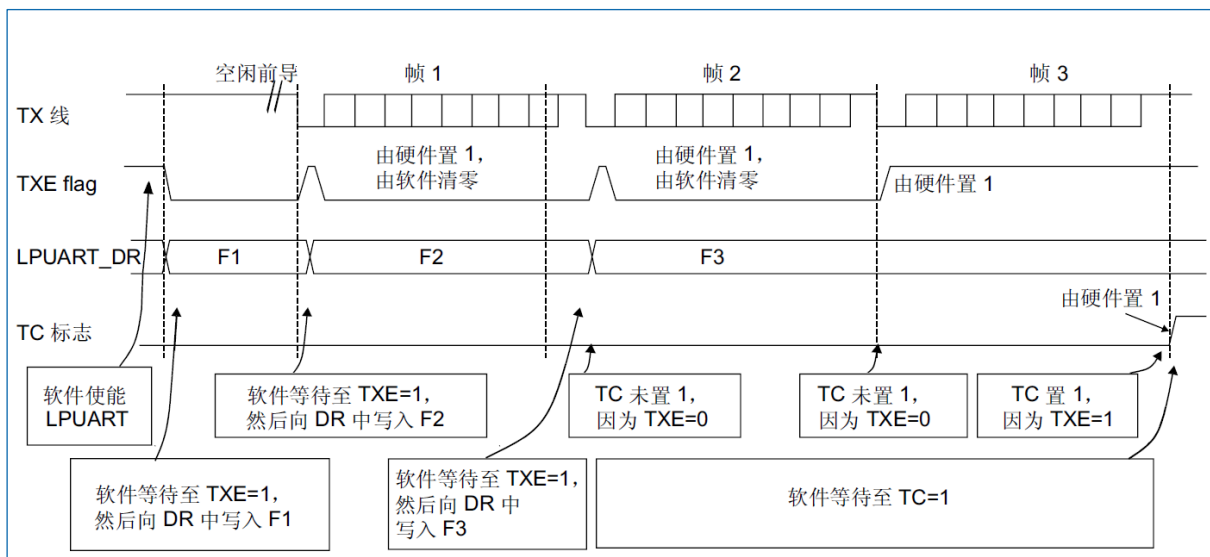 空闲前导
帧 1
帧 2
帧 3
TX 线
由硬件置 1，
由软件清零
由硬件置 1，
由软件清零
TXE flag
由硬件置 1
LPUART_DR
F1
F2
F3
由硬件置 1
TC 标志
软件使能
LPUART
软件等待至 TXE=1，
然后向 DR 中写入 F2
TC 未置 1，
因为 TXE=0
TC 未置 1，
因为 TXE=0
TC 置 1，
因为 TXE=1
软件等待至 TXE=1，
然后向 DR 中写入 F1
软件等待至 TXE=1，
然后向 DR 中
写入 F3
软件等待至 TC=1